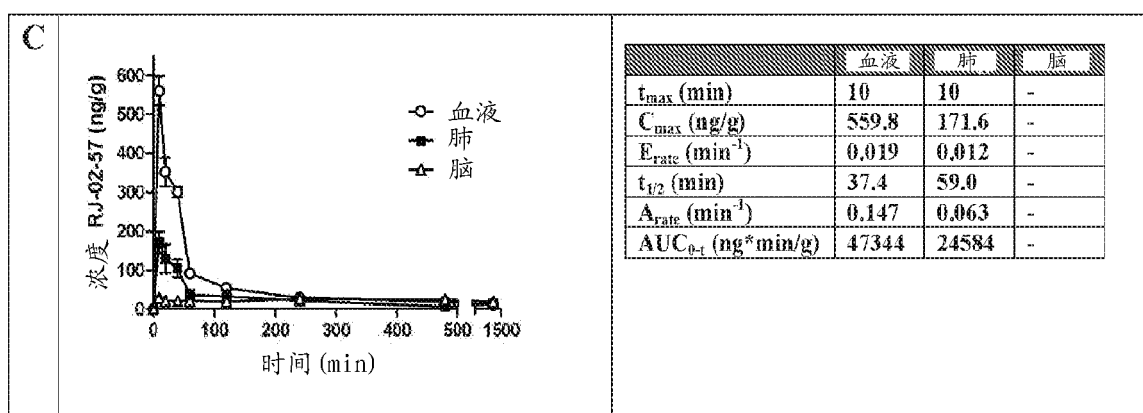 C
浓度 RJ-02-57 (ng/g)
600
500
400
300
200
100
0
血液
肺
脑
0 100 200 300 400 500 1500
时间 (min)
血液 肺 脑
tmax (min) 10 10 -
Cmax (ng/g) 559.8 171.6 -
Erate (min⁻¹) 0.019 0.012 -
t1/2 (min) 37.4 59.0 -
Arate (min⁻¹) 0.147 0.063 -
AUC0-t (ng*min/g) 47344 24584 -